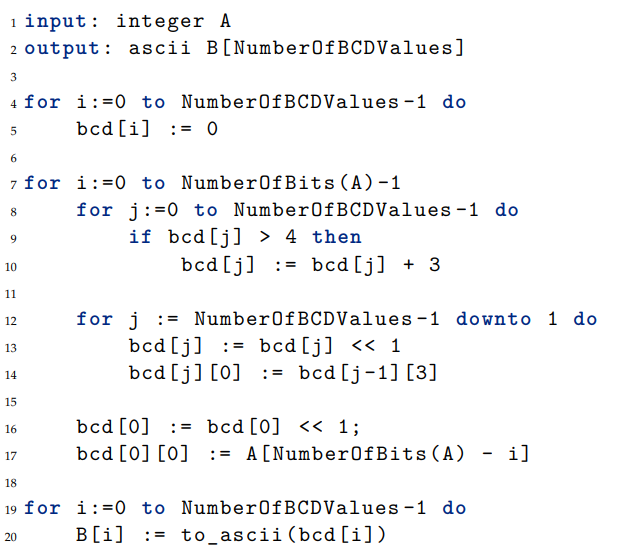 1 input: integer A
2 output: ascii B[NumberOfBCDValues]
3
4 for i:=0 to NumberOfBCDValues-1 do
5     bcd[i] := 0
6
7 for i:=0 to NumberOfBits(A)-1
8     for j:=0 to NumberOfBCDValues-1 do
9         if bcd[j] > 4 then
10             bcd[j] := bcd[j] + 3
11
12     for j := NumberOfBCDValues-1 downto 1 do
13         bcd[j] := bcd[j] << 1
14         bcd[j][0] := bcd[j-1][3]
15
16     bcd[0] := bcd[0] << 1;
17     bcd[0][0] := A[NumberOfBits(A) - i]
18
19 for i:=0 to NumberOfBCDValues-1 do
20     B[i] := to_ascii(bcd[i])